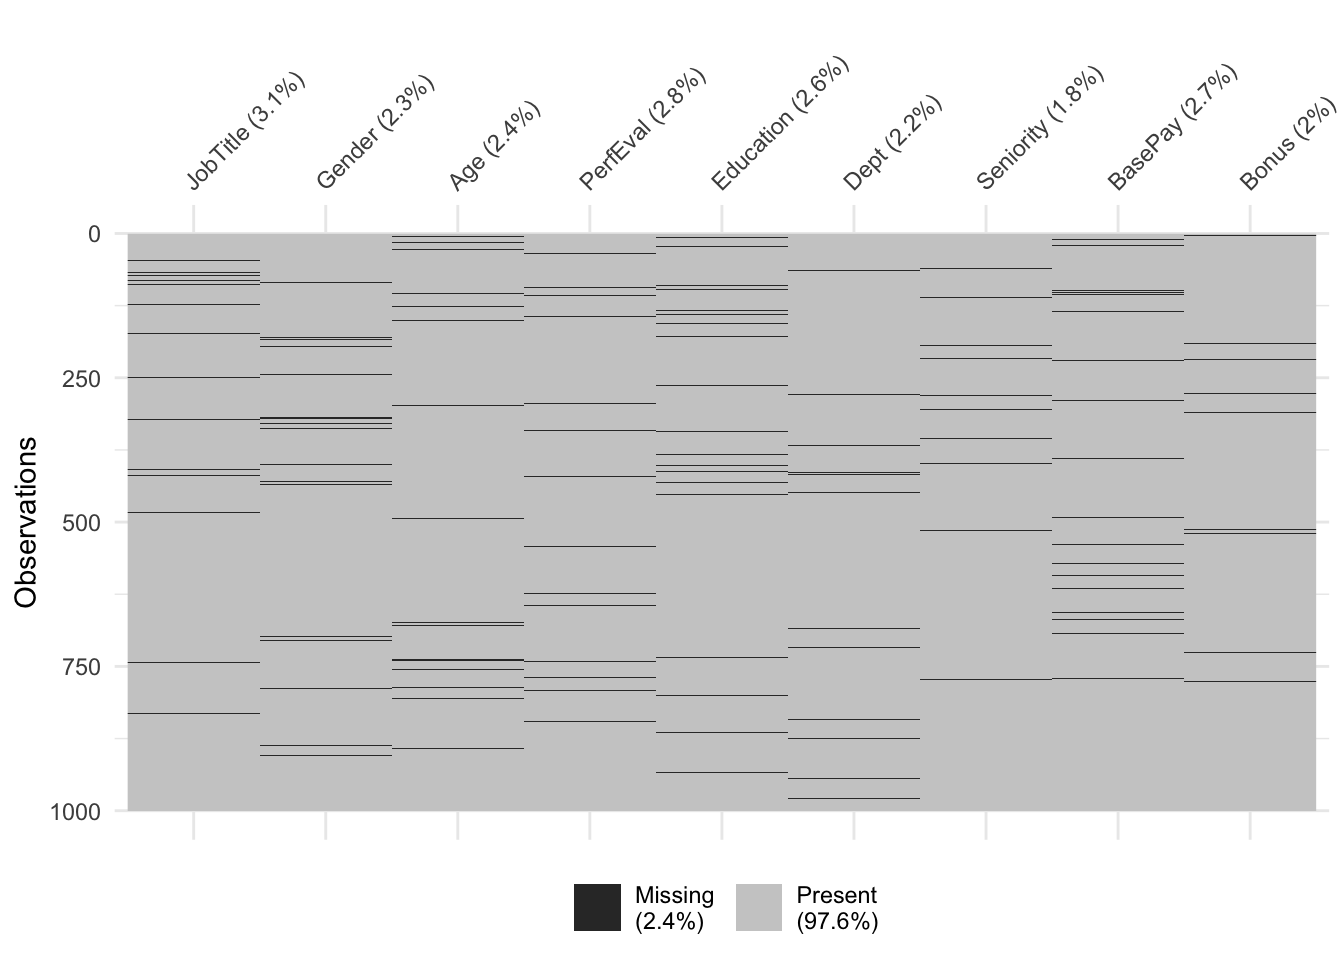 JobTitle (3.1%)
Gender (2.3%)
Age (2.4%)
PerfEval (2.8%)
Education (2.6%)
Dept (2.2%)
Seniority (1.8%)
BasePay (2.7%)
Bonus (2%)
0
250
500
750
1000
Observations
Missing
(2.4%)
Present
(97.6%)